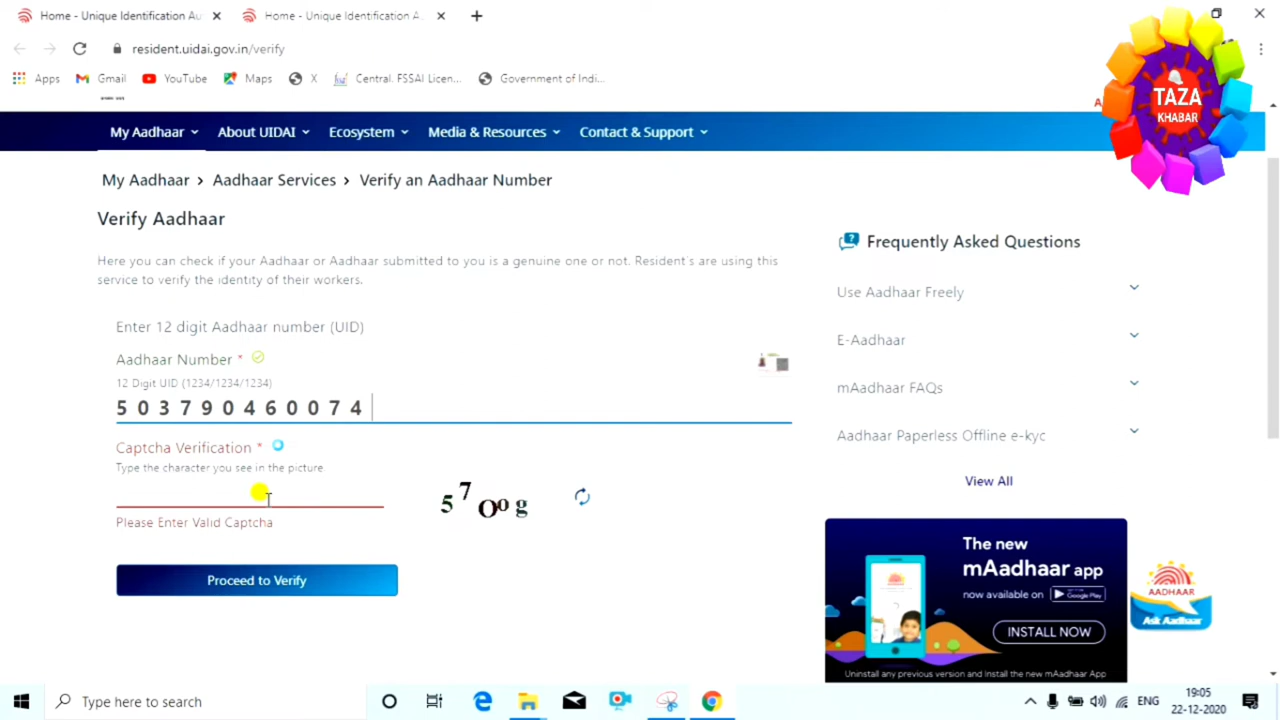 Home - Unique Identification Au
Home - Unique Identification A
resident.uidai.gov.in/verify
Apps Gmail YouTube Maps X Central. FSSAI Licen... Government of Indi...
TAZA
KHABAR
My Aadhaar About UIDAI Ecosystem Media & Resources Contact & Support
My Aadhaar > Aadhaar Services > Verify an Aadhaar Number
Verify Aadhaar
Here you can check if your Aadhaar or Aadhaar submitted to you is a genuine one or not. Resident's are using this
service to verify the identity of their workers.
Enter 12 digit Aadhaar number (UID)
Aadhaar Number *
12 Digit UID (1234/1234/1234)
5 0 3 7 9 0 4 6 0 0 7 4
Captcha Verification *
Type the character you see in the picture
Please Enter Valid Captcha
Proceed to Verify
Frequently Asked Questions
Use Aadhaar Freely
E-Aadhaar
mAadhaar FAQs
Aadhaar Paperless Offline e-kyc
View All
The new
mAadhaar app
now available on Google Play
INSTALL NOW
Uninstall any previous version and Install the new mAadhaar App
AADHAAR
Ask Aadhaar
Type here to search
ENG
19:05
22-12-2020